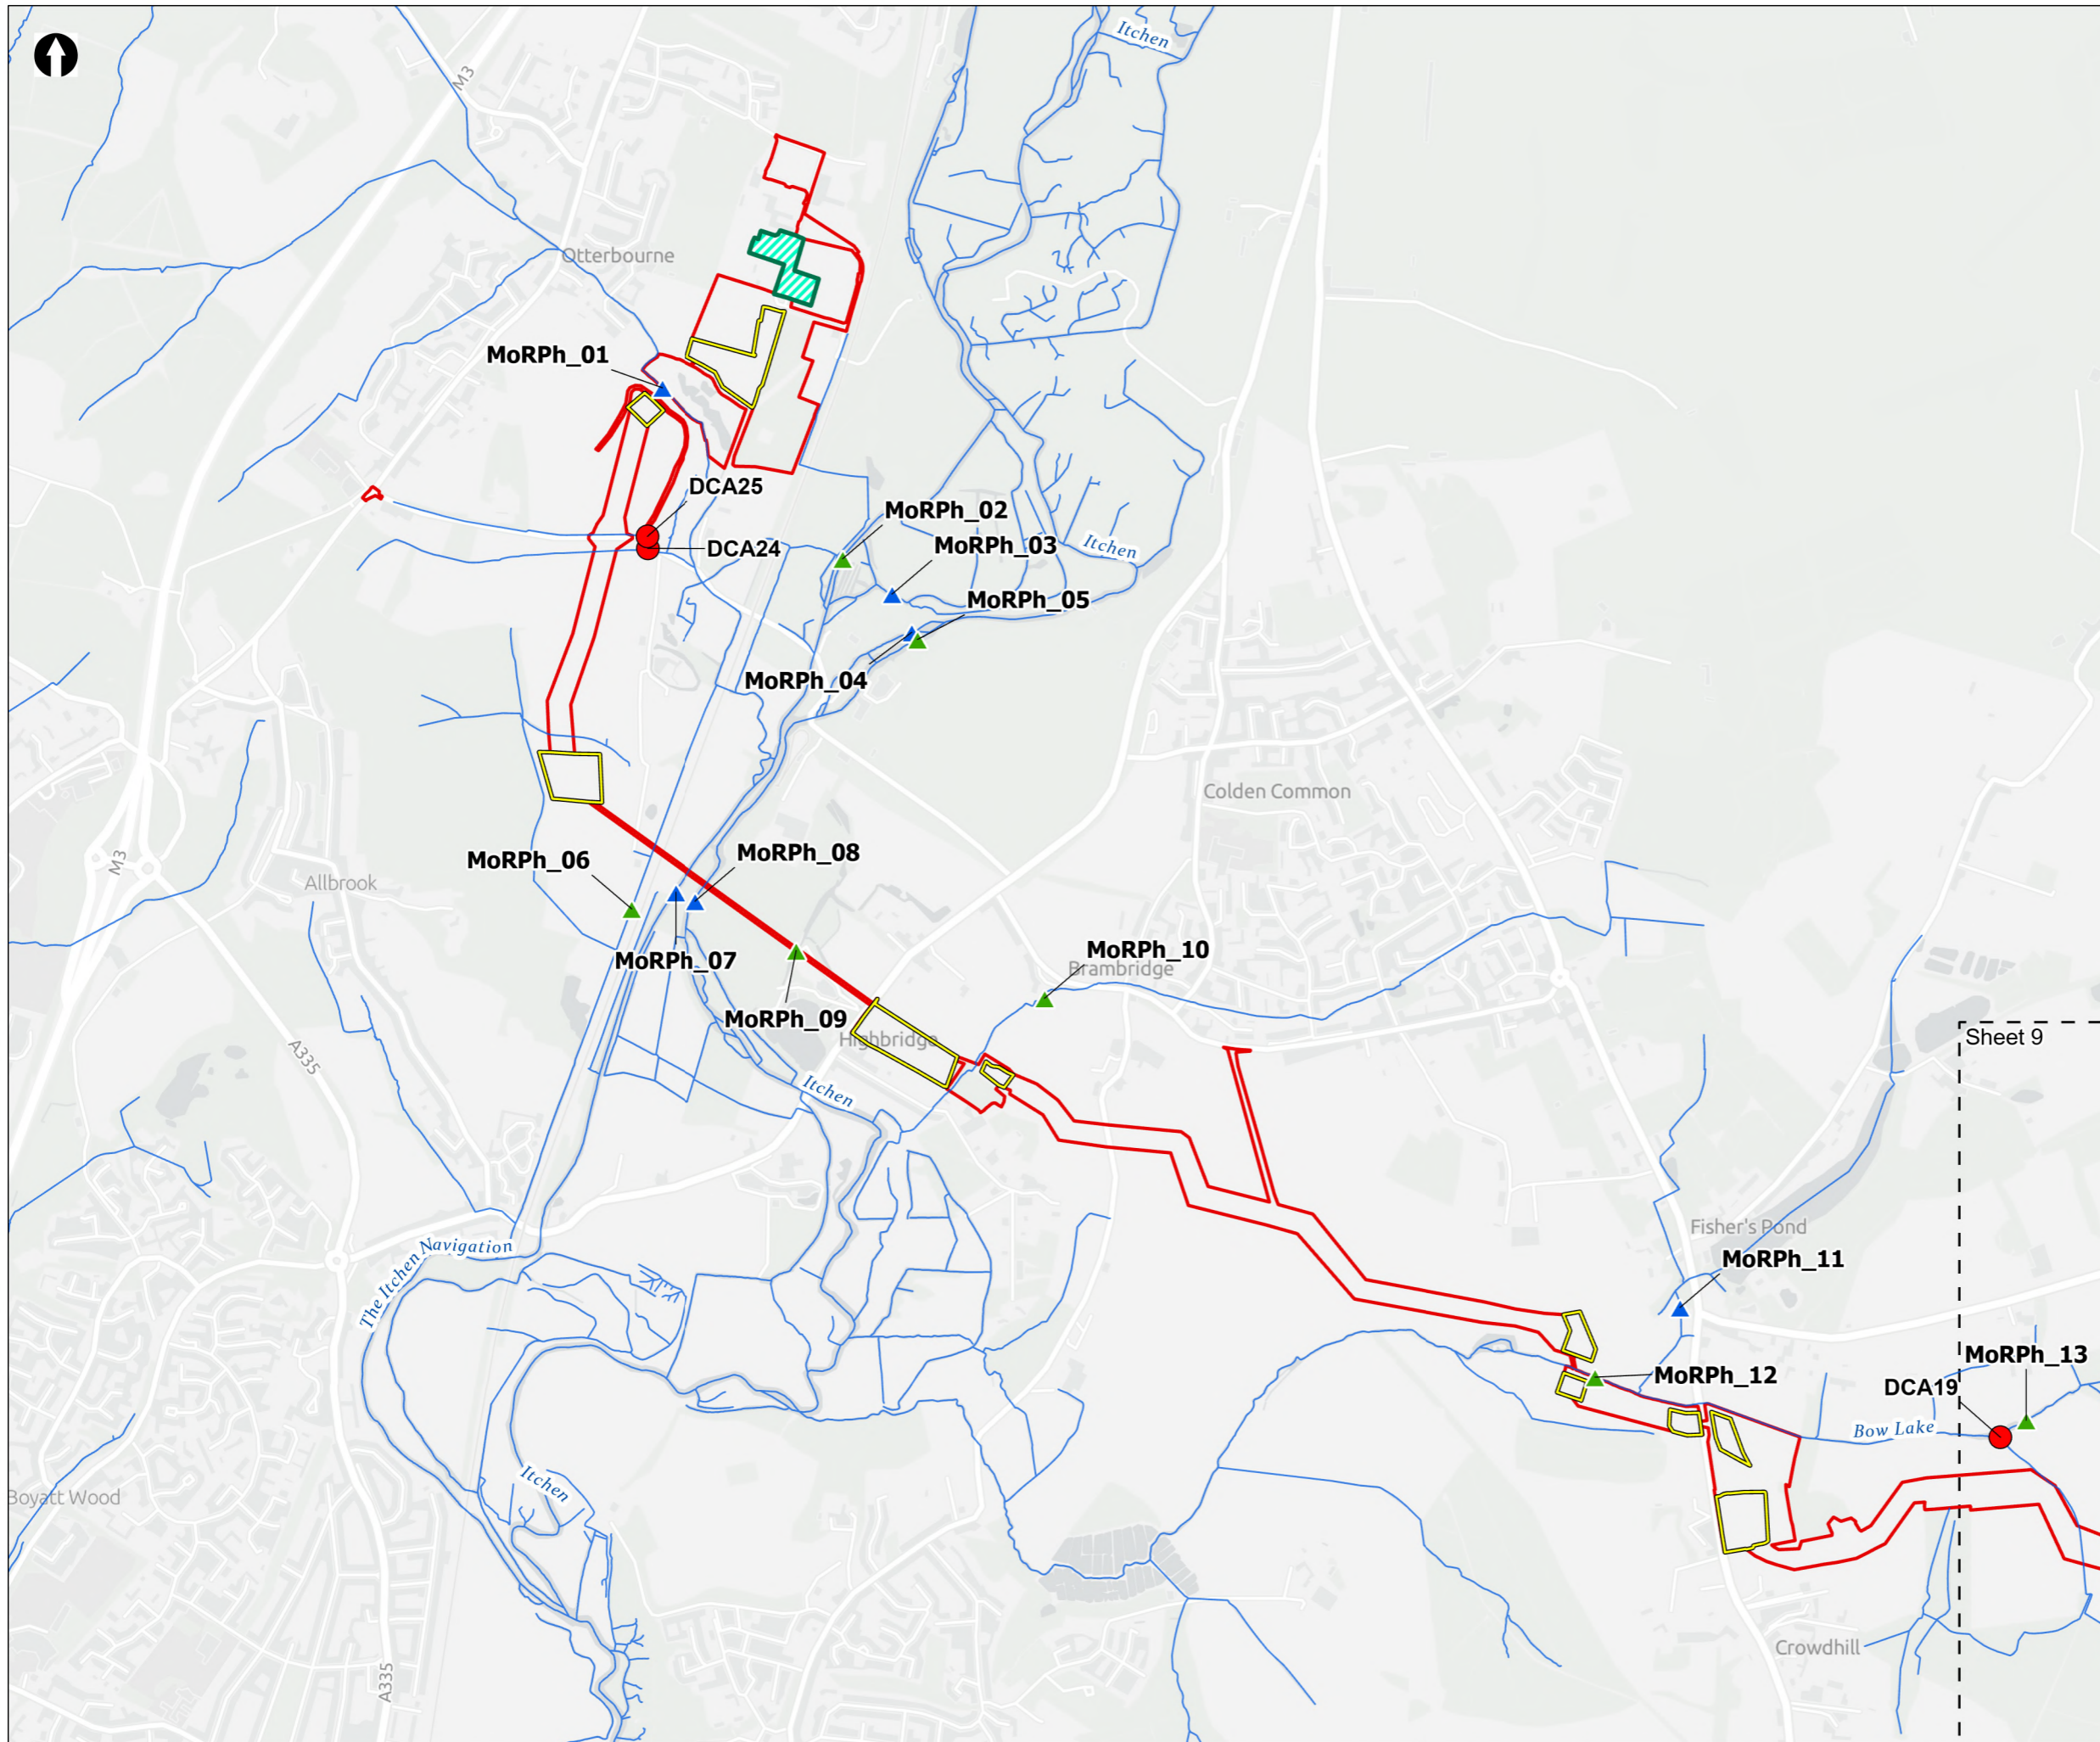 Itchen
M3
Otterbourne
MoRPh_01
DCA25
MoRPh_02
DCA24
MoRPh_03
Itchen
MoRPh_05
MoRPh_04
Colden Common
MoRPh_08
MoRPh_06
M3
Allbrook
MoRPh_10
MoRPh_07
Brambridge
MoRPh_09
Highbridge
Sheet 9
A335
Itchen
Fisher's Pond
The Itchen Navigation
MoRPh_11
MoRPh_13
MoRPh_12
DCA19
Bow Lake
Itchen
Boyatt Wood
Crowdhill
A335